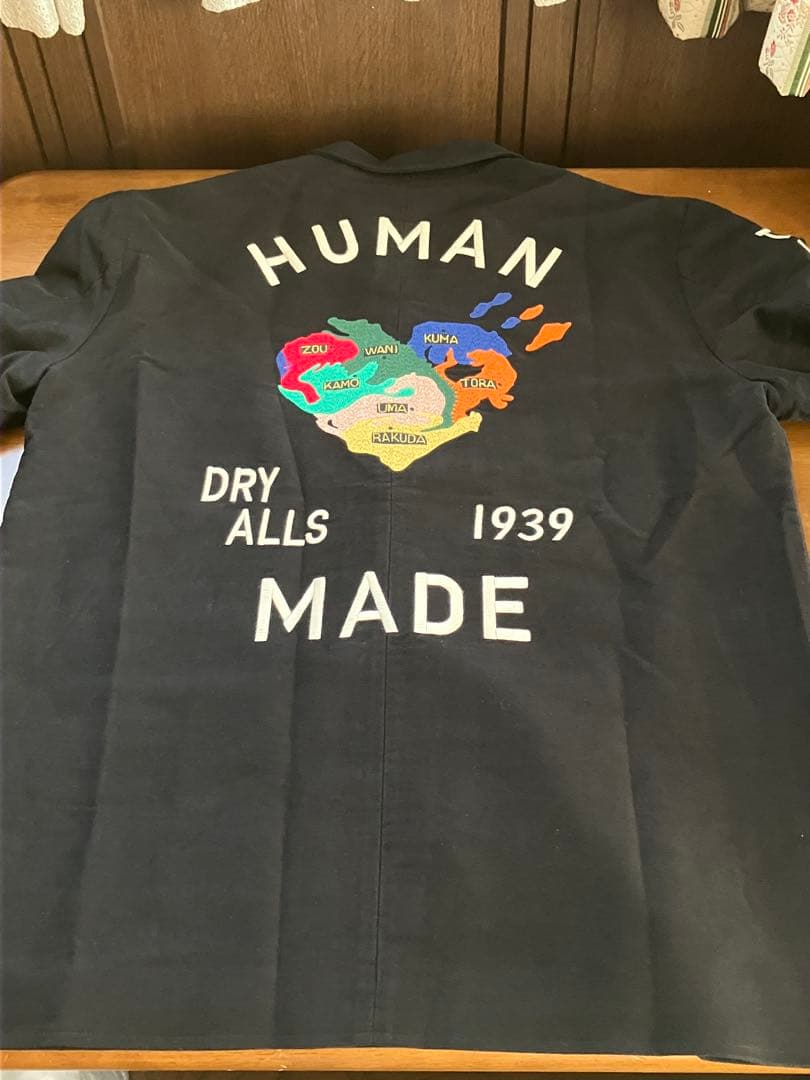 HUMAN
ZOU
WANI
KUMA
KAMO
TORA
UMA
RAKUDA
DRY
ALLS
1939
MADE